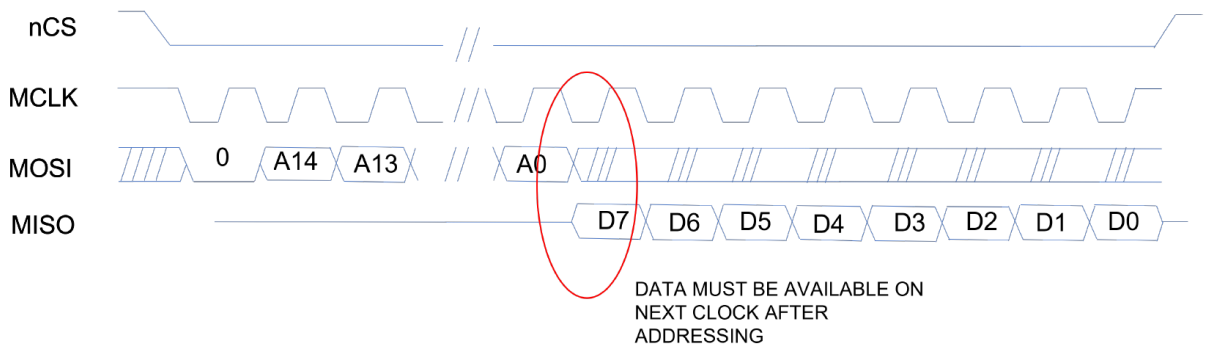 nCS
MCLK
MOSI 0 A14 A13 A0
MISO D7 D6 D5 D4 D3 D2 D1 D0
DATA MUST BE AVAILABLE ON
NEXT CLOCK AFTER
ADDRESSING